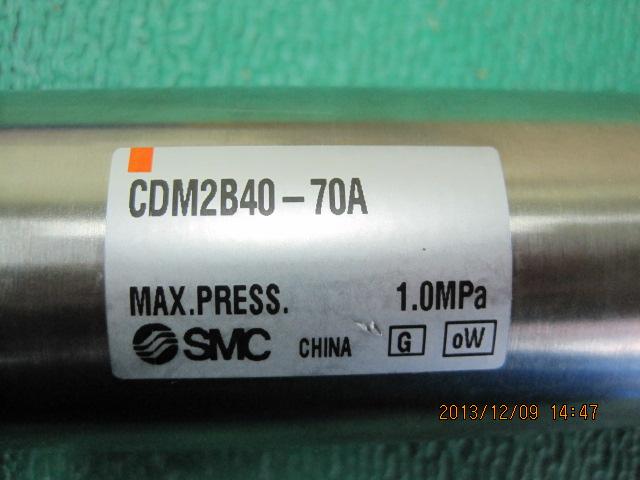 CDM2B40-70A
MAX.PRESS. 1.0MPa
SMC CHINA G oW
2013/12/09 14:47